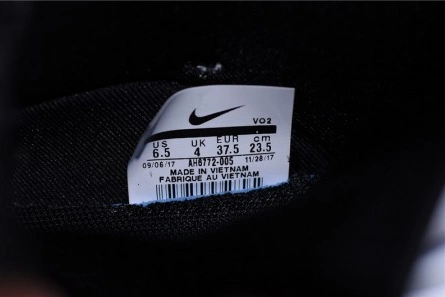 VO2
US UK EUR cm
6.5 4 37.5 23.5
09/06/17 AH6772-005 11/26/17
MADE IN VIETNAM
FABRIQUE AU VIETNAM